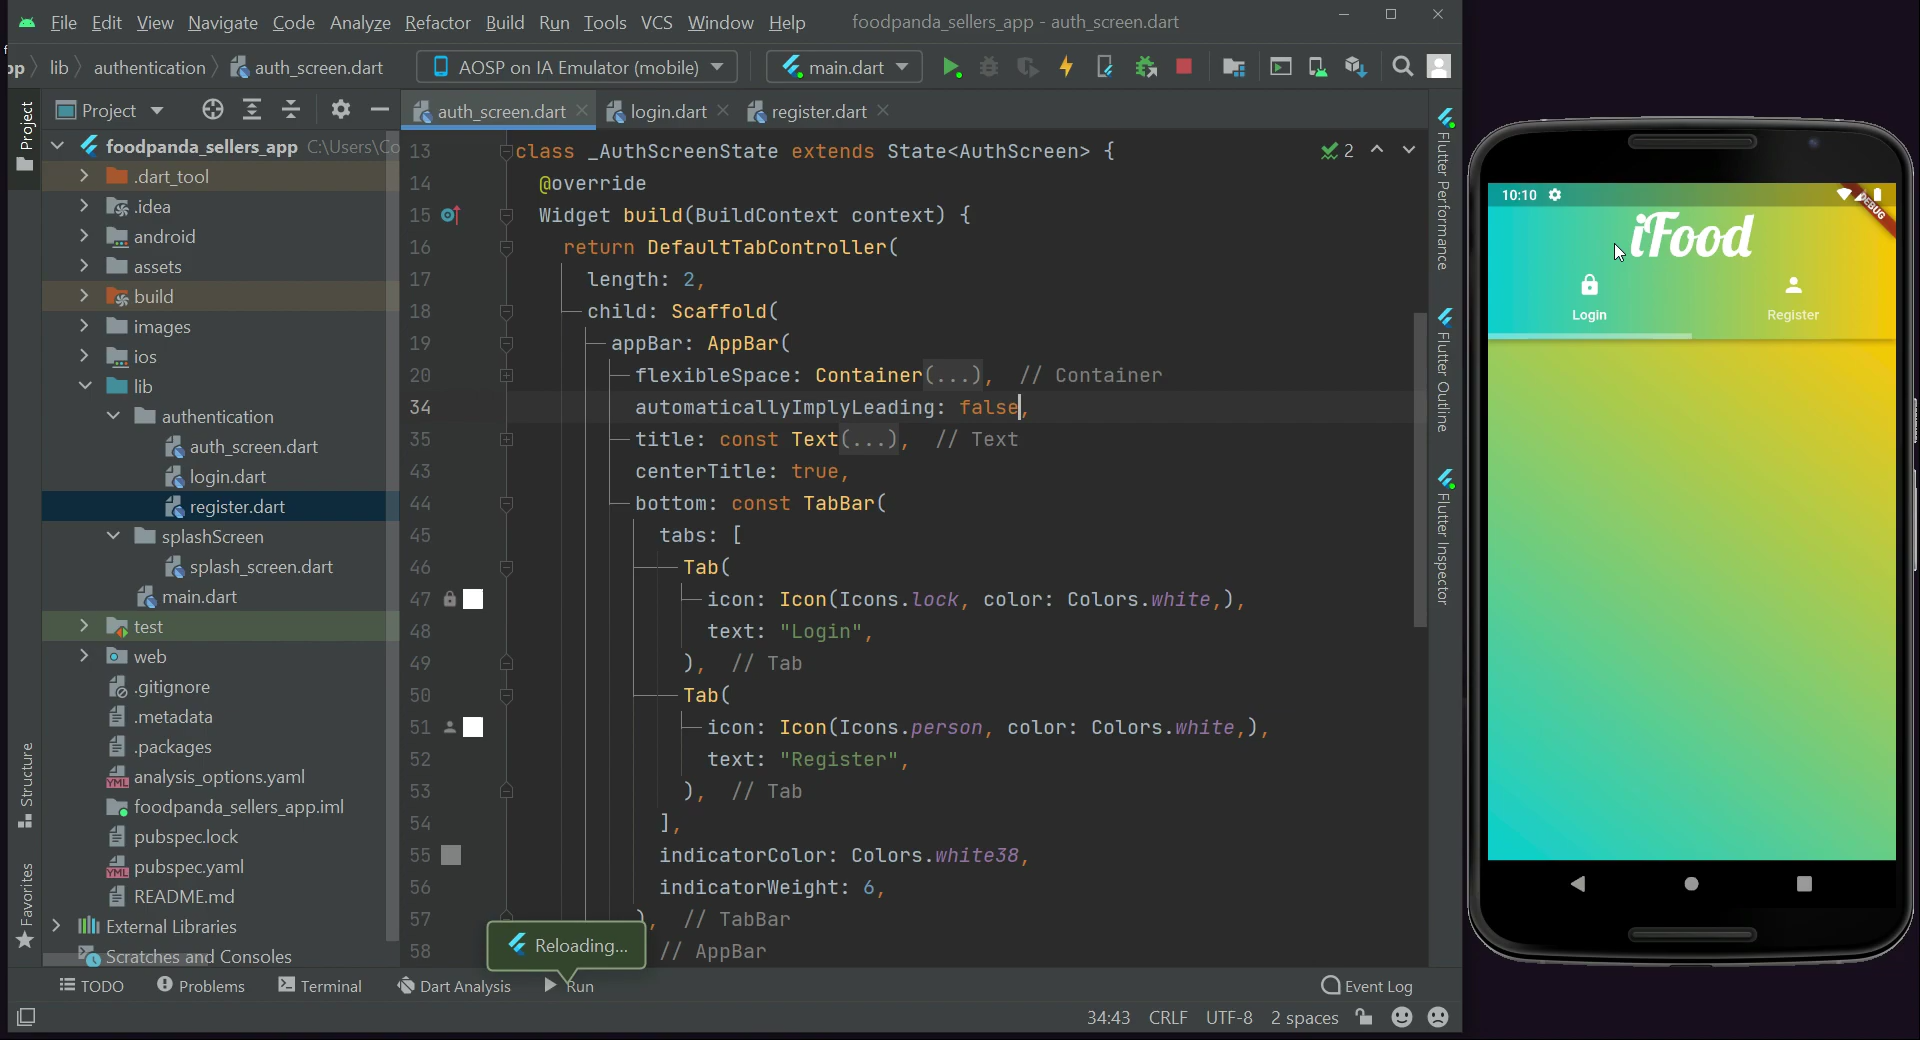 File Edit View Navigate Code Analyze Refactor Build Run Tools VCS Window Help foodpanda_sellers_app - auth_screen.dart
pp lib authentication auth_screen.dart AOSP on IA Emulator (mobile) main.dart
Project
Project
auth_screen.dart login.dart register.dart
foodpanda_sellers_app C:\Users\Co
.dart_tool
.idea
android
assets
build
images
ios
lib
authentication
auth_screen.dart
login.dart
register.dart
splashScreen
splash_screen.dart
main.dart
test
web
.gitignore
.metadata
.packages
analysis_options.yaml
foodpanda_sellers_app.iml
pubspec.lock
pubspec.yaml
README.md
External Libraries
Scratches and Consoles
Structure
Favorites
2
13 class _AuthScreenState extends State<AuthScreen> {
14 @override
15 Widget build(BuildContext context) {
16 return DefaultTabController(
17 length: 2,
18 child: Scaffold(
19 appBar: AppBar(
20 flexibleSpace: Container(...), // Container
34 automaticallyImplyLeading: false,
35 title: const Text(...), // Text
43 centerTitle: true,
44 bottom: const TabBar(
45 tabs: [
46 Tab(
47 icon: Icon(Icons.lock, color: Colors.white,),
48 text: "Login",
49 ), // Tab
50 Tab(
51 icon: Icon(Icons.person, color: Colors.white,),
52 text: "Register",
53 ), // Tab
54 ],
55 indicatorColor: Colors.white38,
56 indicatorWeight: 6,
57 ), // TabBar
58 // AppBar
Reloading...
Flutter Performance
Flutter Outline
Flutter Inspector
10:10
DEBUG
iFood
Login Register
TODO Problems Terminal Dart Analysis Run Event Log
34:43 CRLF UTF-8 2 spaces